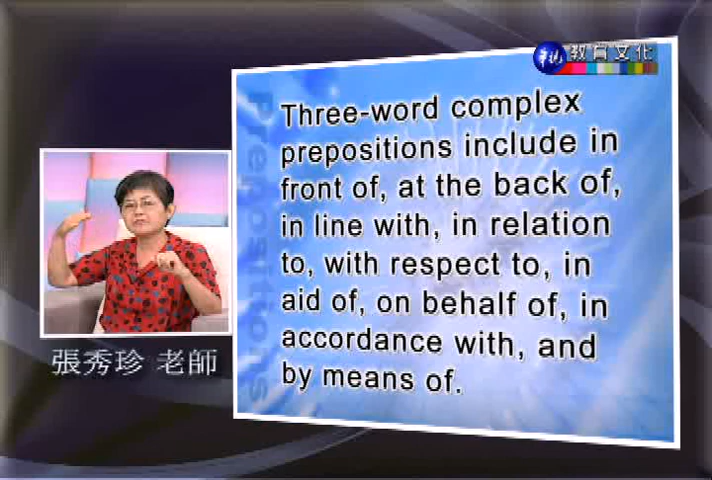 華視 教育文化
Three-word complex
prepositions include in
front of, at the back of,
in line with, in relation
to, with respect to, in
aid of, on behalf of, in
accordance with, and
by means of.
Prepositions
張秀珍 老師